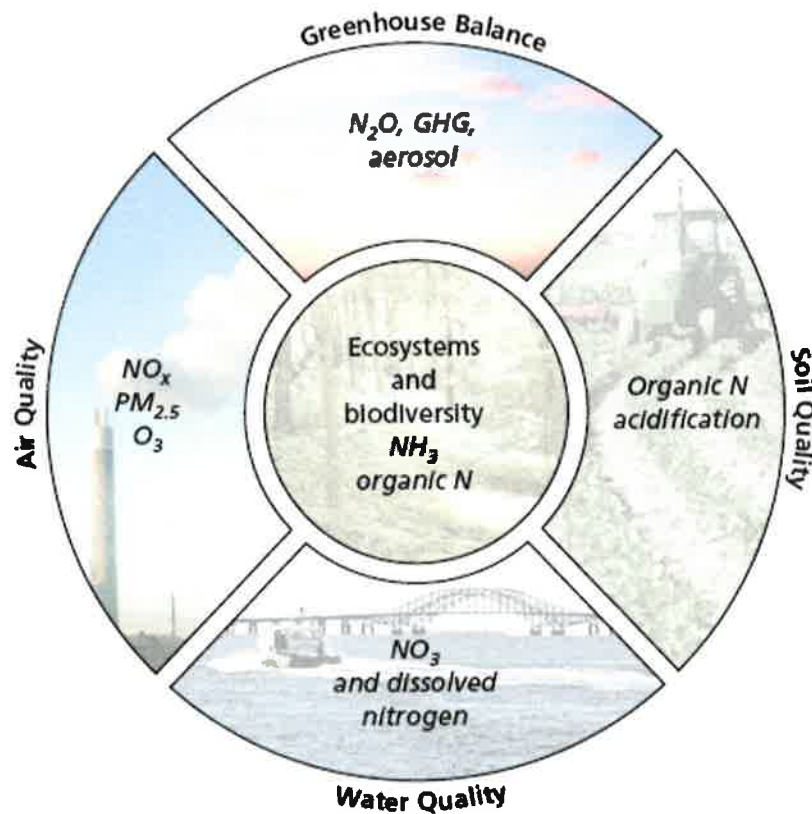 Greenhouse Balance
N₂O, GHG,
aerosol
Air Quality
NOₓ
PM₂.₅
O₃
Ecosystems
and
biodiversity
NH₃
organic N
Organic N
acidification
Soil Quality
NO₃
and dissolved
nitrogen
Water Quality